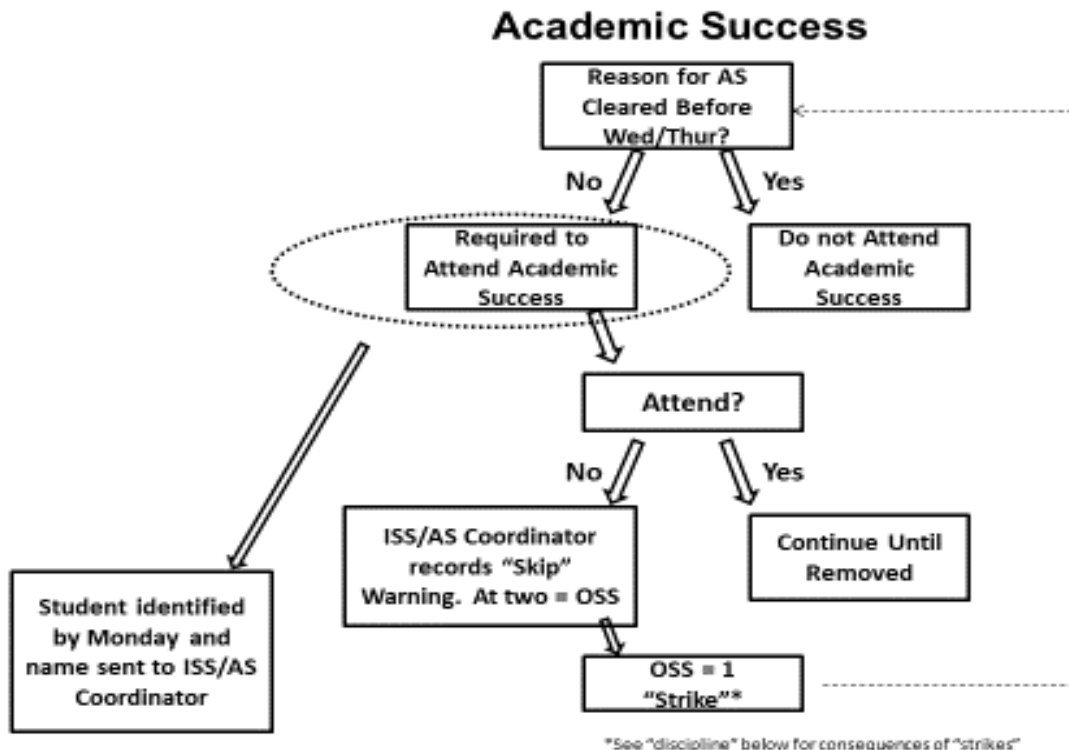 Academic Success
Reason for AS
Cleared Before
Wed/Thur?
No
Yes
Required to
Attend Academic
Success
Do not Attend
Academic
Success
Attend?
No
Yes
ISS/AS Coordinator
records “Skip”
Warning.  At two = OSS
Continue Until
Removed
Student identified
by Monday and
name sent to ISS/AS
Coordinator
OSS = 1
“Strike”*
*See “discipline” below for consequences of “strikes”